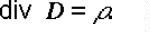 div D = ρ